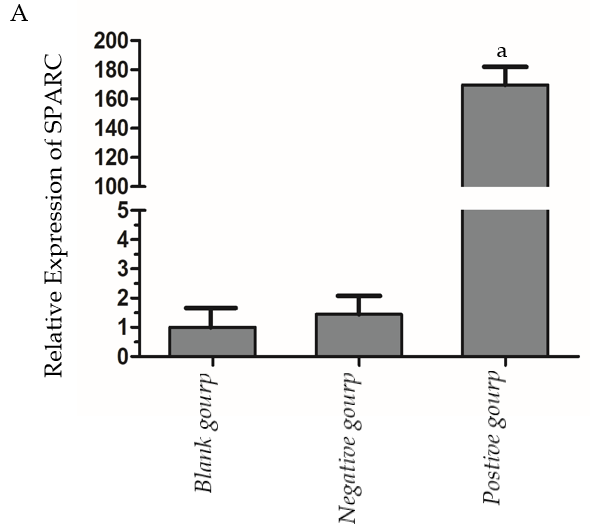 A
Relative Expression of SPARC
200
180
160
140
120
100
5
4
3
2
1
0
a
Blank gourp
Negative gourp
Postive gourp